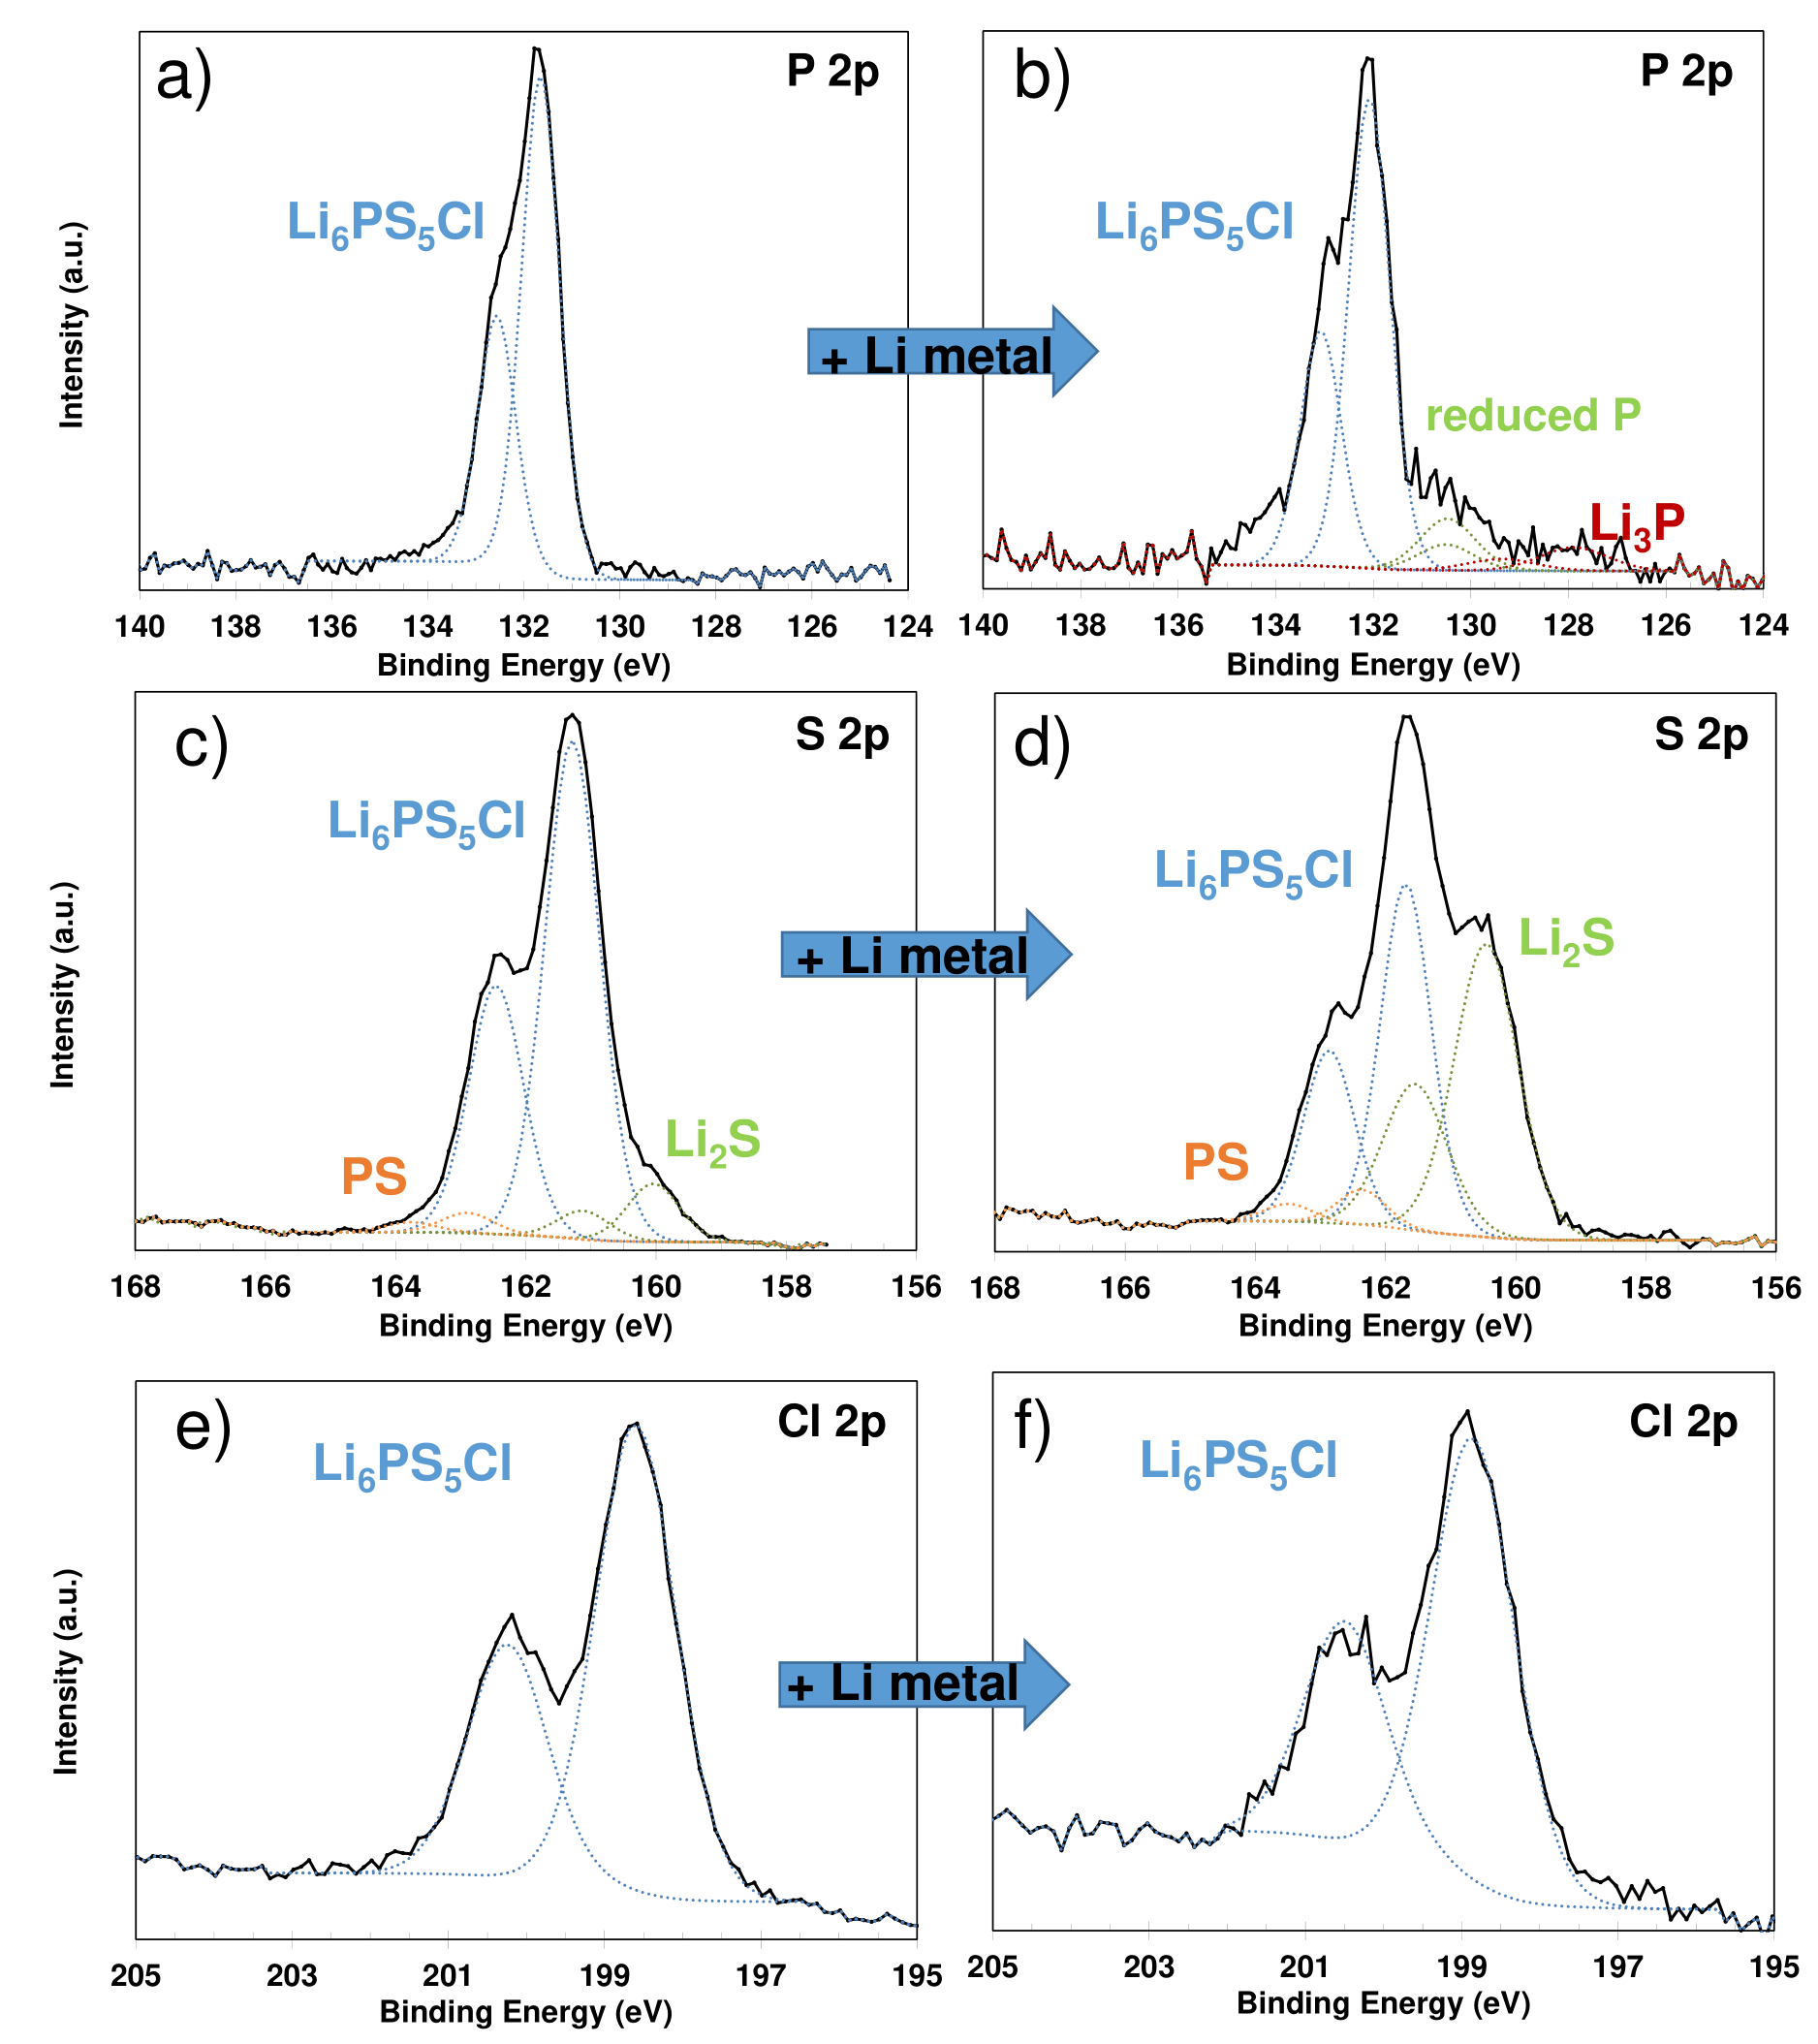 a)
P 2p
Li6PS5Cl
Intensity (a.u.)
140 138 136 134 132 130 128 126 124
Binding Energy (eV)
+ Li metal
b)
P 2p
Li6PS5Cl
reduced P
Li3P
140 138 136 134 132 130 128 126 124
Binding Energy (eV)
c)
S 2p
Li6PS5Cl
PS
Li2S
Intensity (a.u.)
168 166 164 162 160 158 156
Binding Energy (eV)
+ Li metal
d)
S 2p
Li6PS5Cl
Li2S
PS
168 166 164 162 160 158 156
Binding Energy (eV)
e)
Cl 2p
Li6PS5Cl
Intensity (a.u.)
205 203 201 199 197 195
Binding Energy (eV)
+ Li metal
f)
Cl 2p
Li6PS5Cl
205 203 201 199 197 195
Binding Energy (eV)